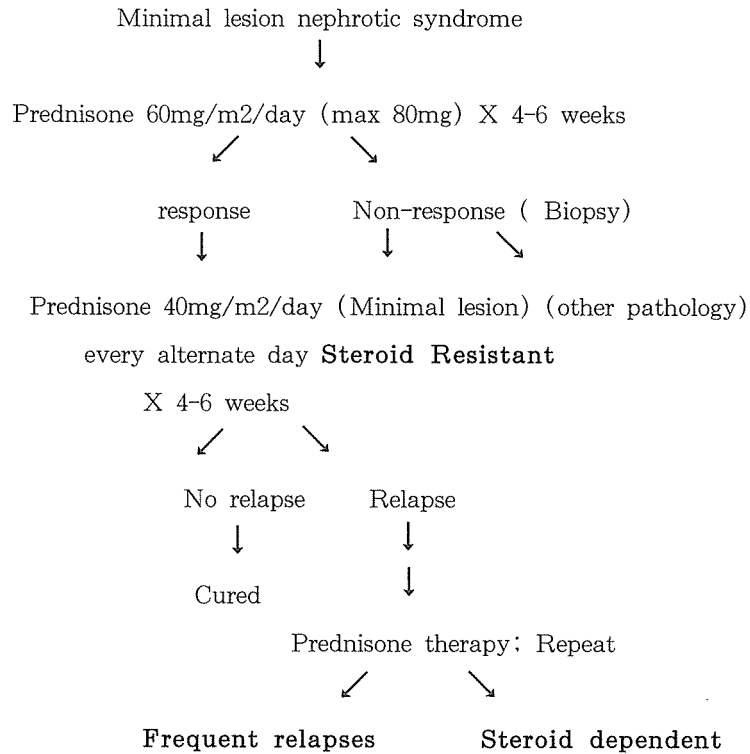 Minimal lesion nephrotic syndrome
↓
Prednisone 60mg/m2/day (max 80mg) X 4-6 weeks
↙ ↘
response Non-response ( Biopsy)
↓ ↓ ↘
Prednisone 40mg/m2/day (Minimal lesion) (other pathology)
every alternate day Steroid Resistant
X 4-6 weeks
↙ ↘
No relapse Relapse
↓ ↓
↓
Cured
Prednisone therapy; Repeat
↙ ↘
Frequent relapses Steroid dependent